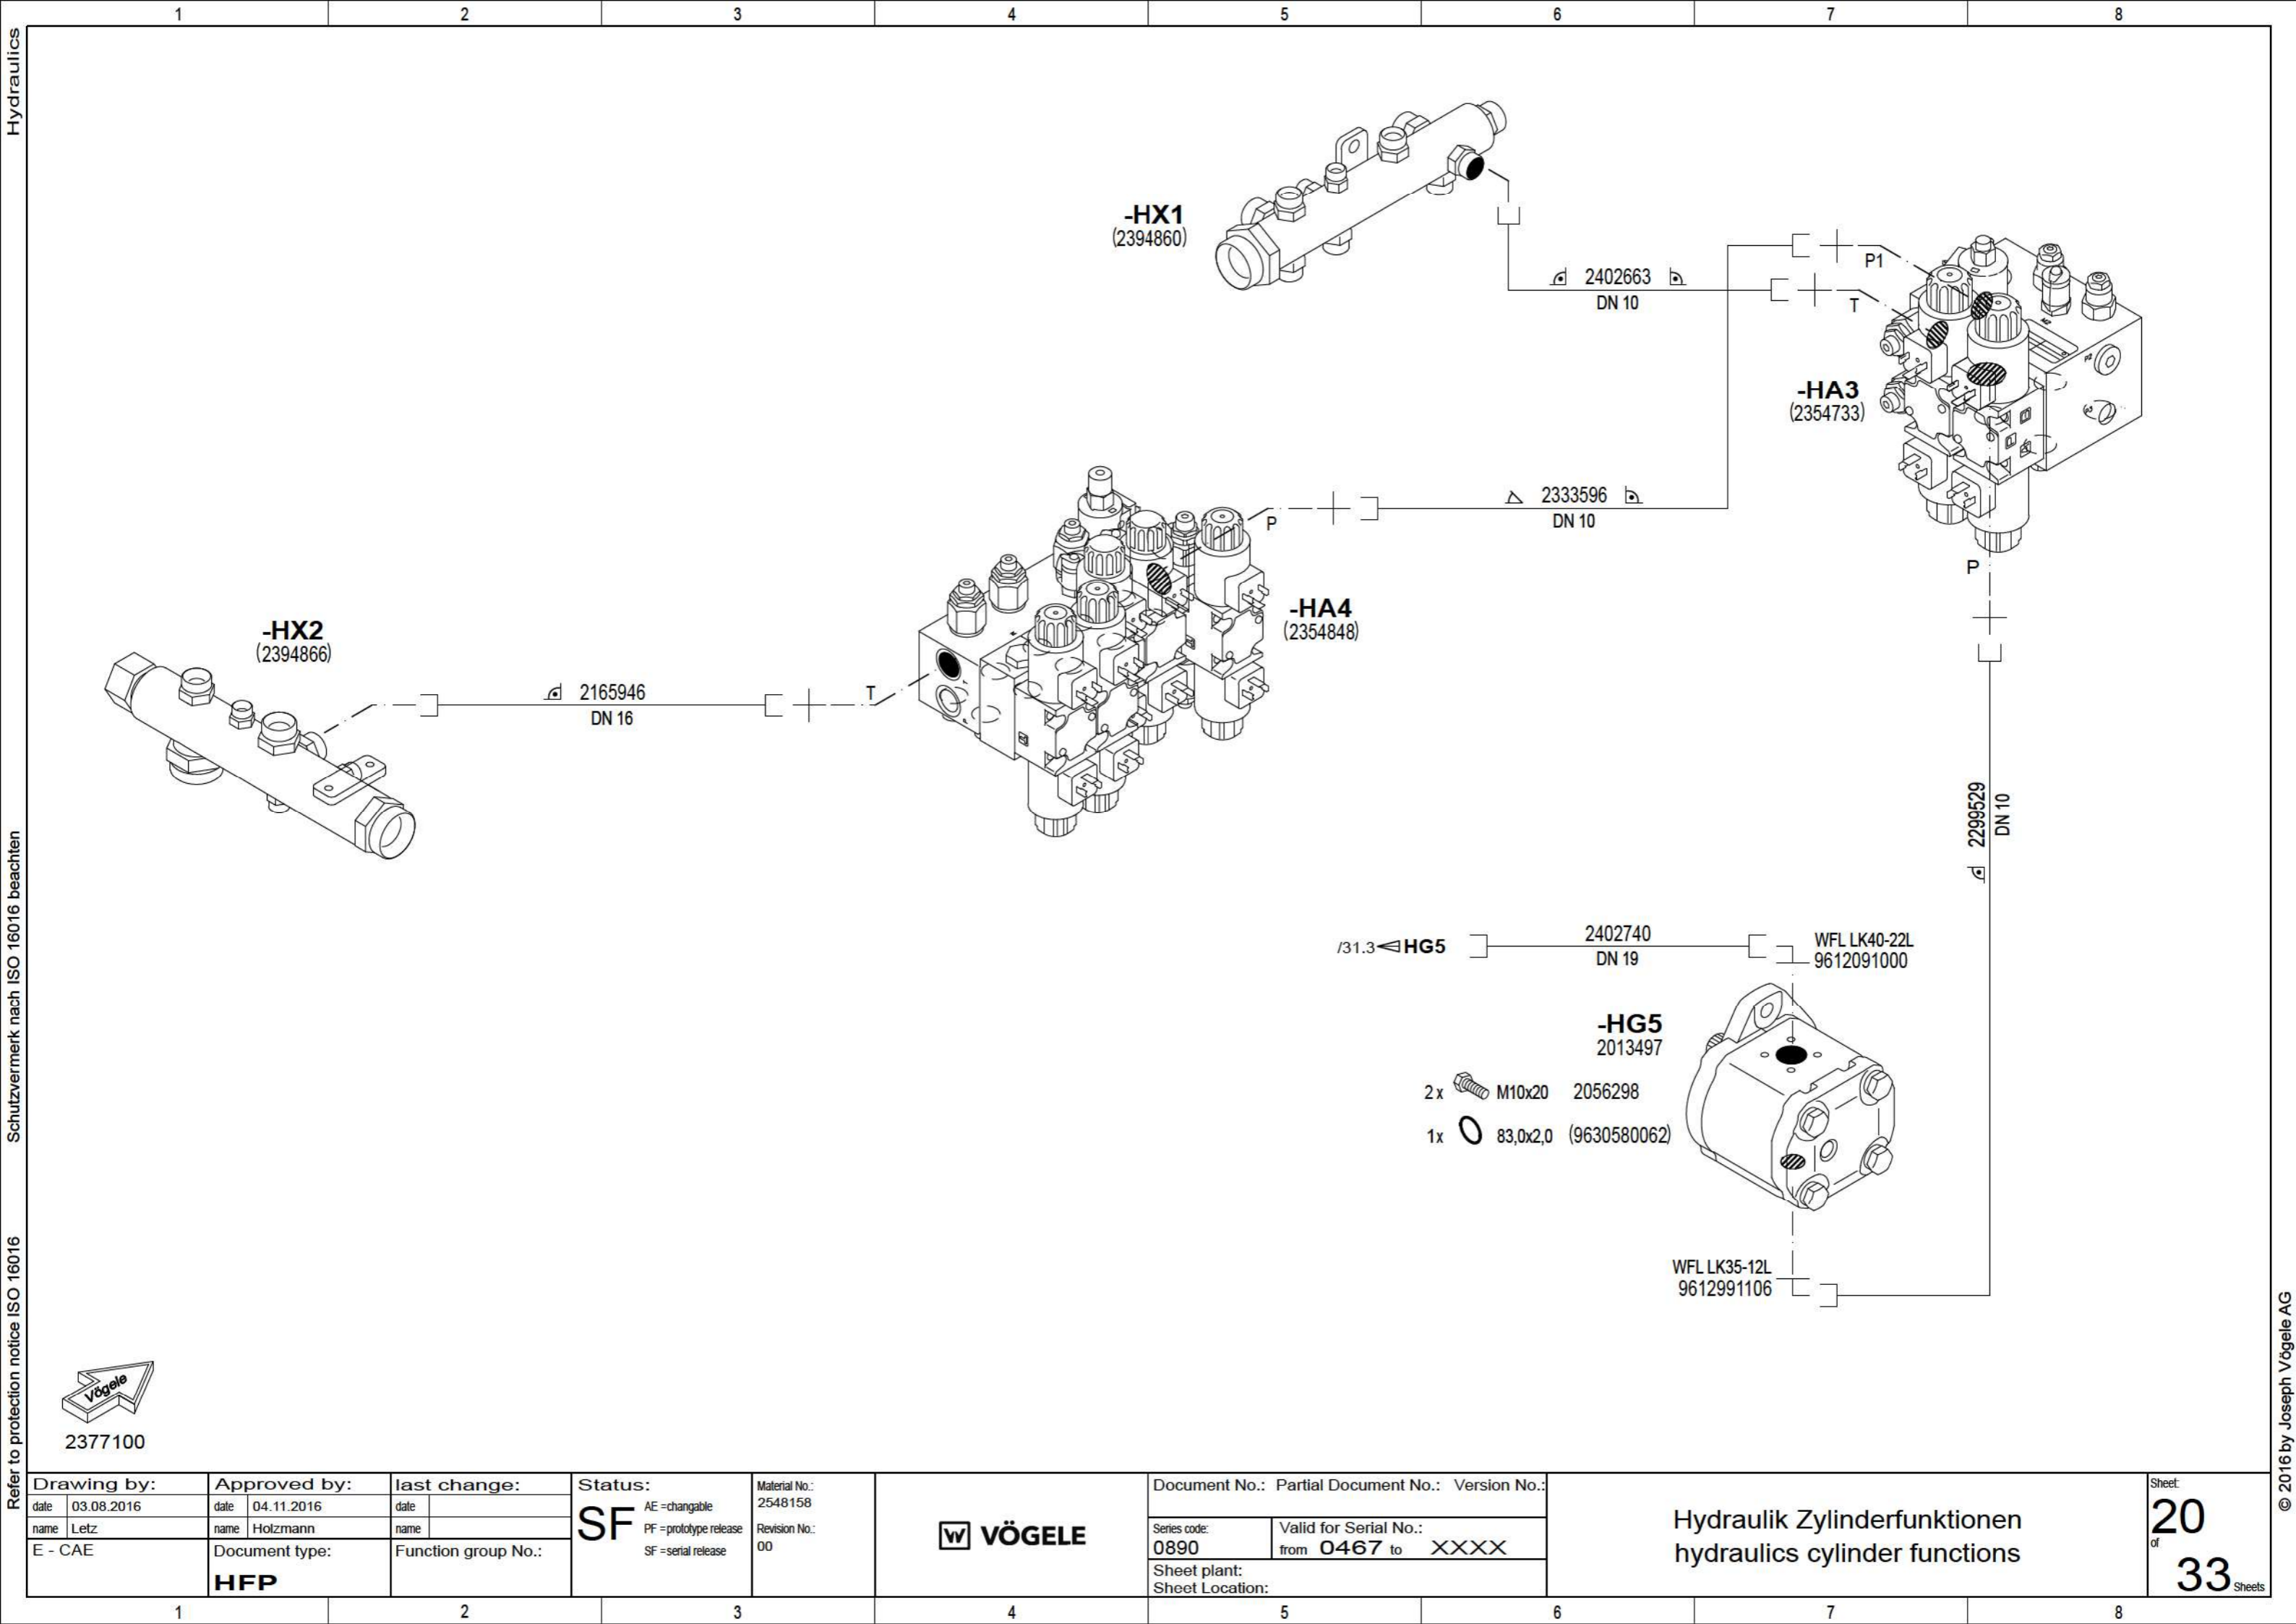 1 2 3 4 5 6 7 8
Hydraulics
Schutzvermerk nach ISO 16016 beachten
Refer to protection notice ISO 16016
© 2016 by Joseph Vögele AG
-HX1
(2394860)
2402663
DN 10
P1
T
-HA3
(2354733)
P
2333596
DN 10
P
-HA4
(2354848)
-HX2
(2394866)
2165946
DN 16
T
2299529
DN 10
/31.3 HG5
2402740
DN 19
WFL LK40-22L
9612091000
-HG5
2013497
2 x M10x20 2056298
1x 83,0x2,0 (9630580062)
WFL LK35-12L
9612991106
Vögele
2377100
Drawing by:
date 03.08.2016
name Letz
E - CAE
Approved by:
date 04.11.2016
name Holzmann
Document type:
HFP
last change:
date
name
Function group No.:
Status:
SF
AE =changable
PF =prototype release
SF =serial release
Material No.:
2548158
Revision No.:
00
VÖGELE
Document No.: Partial Document No.: Version No.:
Series code:
0890
Valid for Serial No.:
from 0467 to XXXX
Sheet plant:
Sheet Location:
Hydraulik Zylinderfunktionen
hydraulics cylinder functions
Sheet:
20
of
33 Sheets
1 2 3 4 5 6 7 8